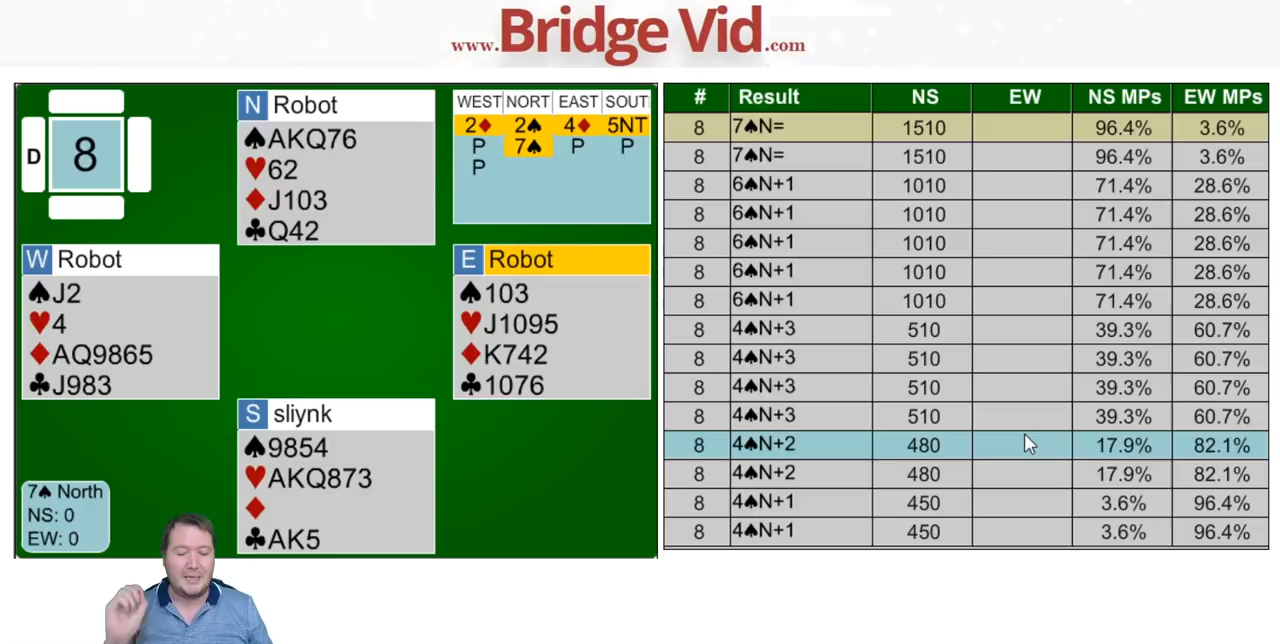 www.Bridge Vid.com
D
8
N Robot
♠AKQ76
♥62
♦J103
♣Q42
WEST NORT EAST SOUT
2♦ 2♠ 4♦ 5NT
P 7♠ P P
P
W Robot
♠J2
♥4
♦AQ9865
♣J983
E Robot
♠103
♥J1095
♦K742
♣1076
S sliynk
♠9854
♥AKQ873
♦
♣AK5
7♠ North
NS: 0
EW: 0
# Result NS EW NS MPs EW MPs
8 7♠N= 1510 96.4% 3.6%
8 7♠N= 1510 96.4% 3.6%
8 6♠N+1 1010 71.4% 28.6%
8 6♠N+1 1010 71.4% 28.6%
8 6♠N+1 1010 71.4% 28.6%
8 6♠N+1 1010 71.4% 28.6%
8 6♠N+1 1010 71.4% 28.6%
8 4♠N+3 510 39.3% 60.7%
8 4♠N+3 510 39.3% 60.7%
8 4♠N+3 510 39.3% 60.7%
8 4♠N+3 510 39.3% 60.7%
8 4♠N+2 480 17.9% 82.1%
8 4♠N+2 480 17.9% 82.1%
8 4♠N+1 450 3.6% 96.4%
8 4♠N+1 450 3.6% 96.4%